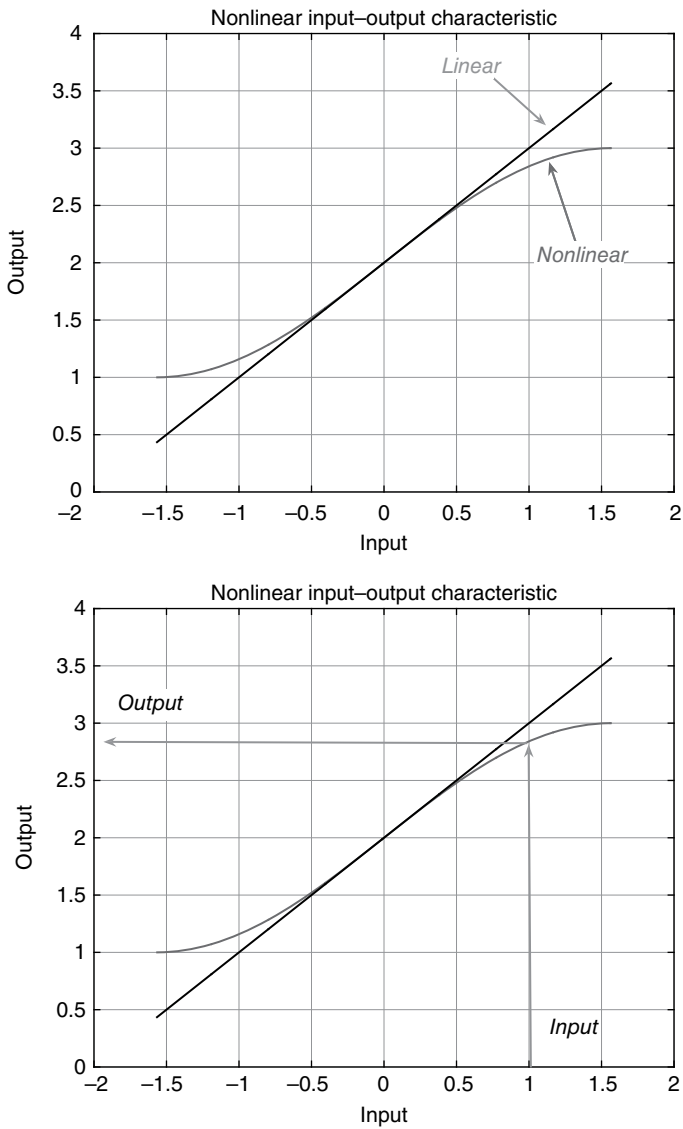 Nonlinear input–output characteristic
4
3.5
3
2.5
2
1.5
1
0.5
0
Output
Linear
Nonlinear
–2 –1.5 –1 –0.5 0 0.5 1 1.5 2
Input
Nonlinear input–output characteristic
4
3.5
3
2.5
2
1.5
1
0.5
0
Output
Output
Input
–2 –1.5 –1 –0.5 0 0.5 1 1.5 2
Input